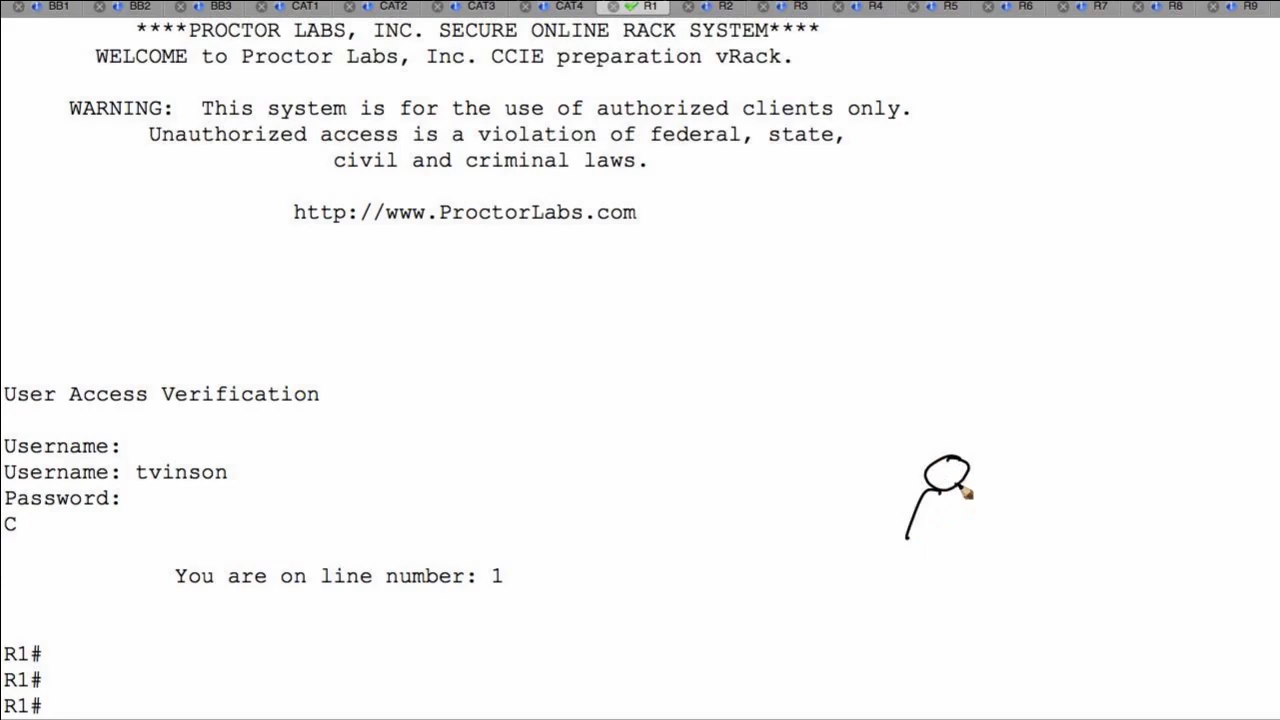 BB1 BB2 BB3 CAT1 CAT2 CAT3 CAT4 R1 R2 R3 R4 R5 R6 R7 R8 R9
****PROCTOR LABS, INC. SECURE ONLINE RACK SYSTEM****
WELCOME to Proctor Labs, Inc. CCIE preparation vRack.
WARNING: This system is for the use of authorized clients only.
Unauthorized access is a violation of federal, state,
civil and criminal laws.
http://www.ProctorLabs.com
User Access Verification
Username:
Username: tvinson
Password:
C
You are on line number: 1
R1#
R1#
R1#